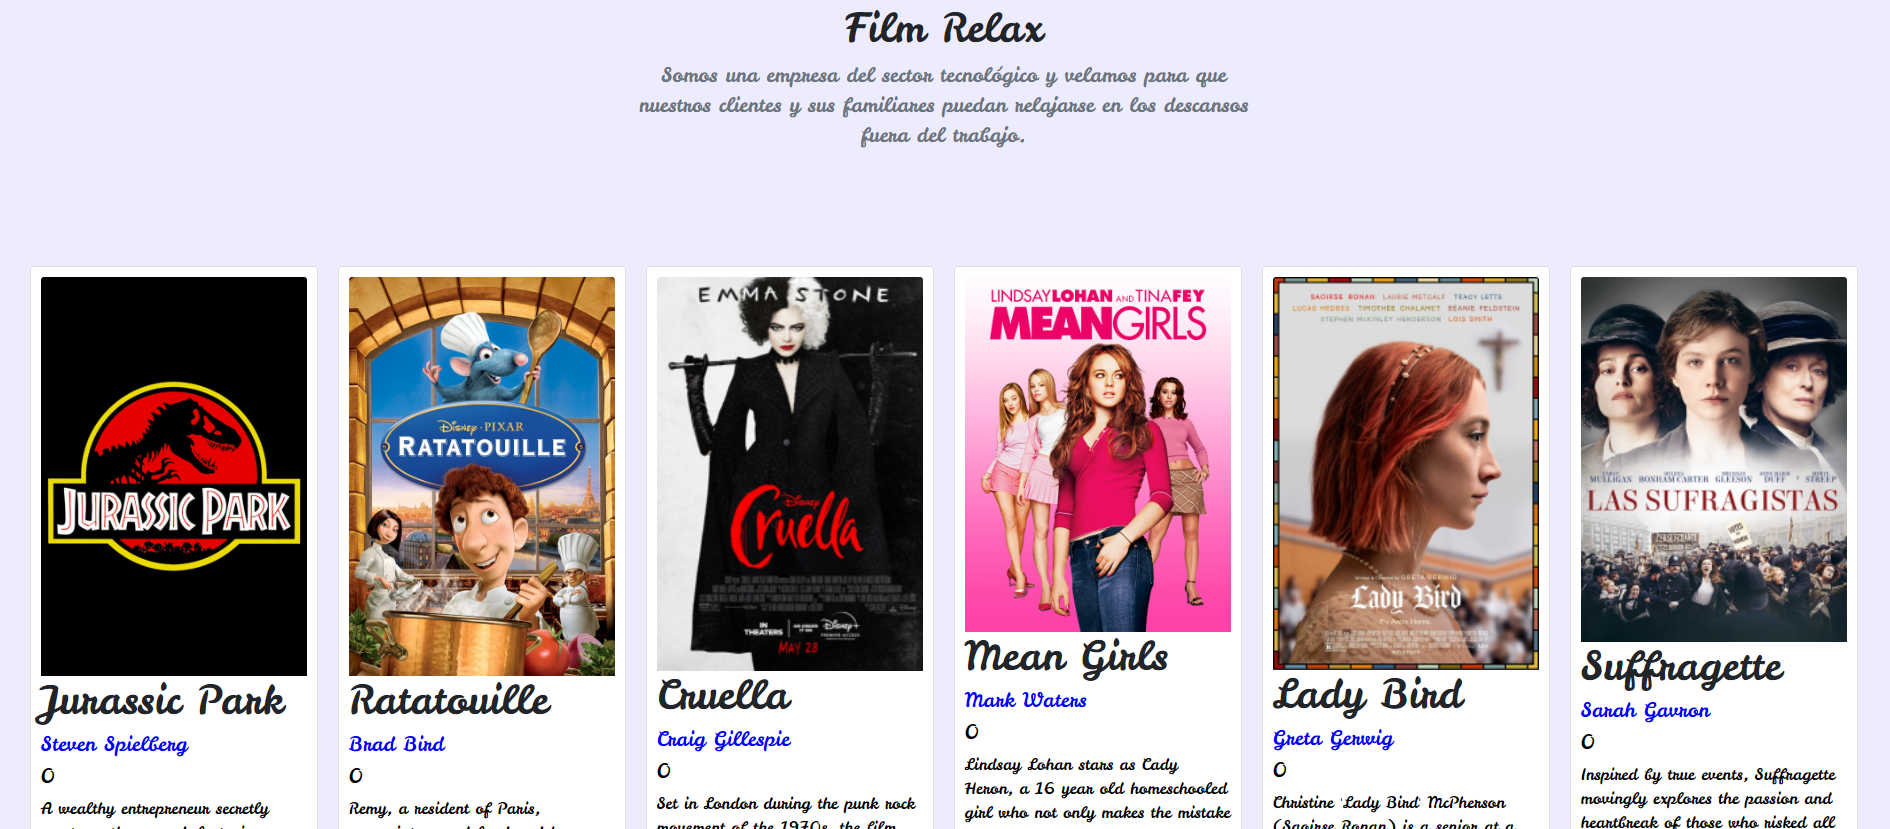 Film Relax
Somos una empresa del sector tecnológico y velamos para que
nuestros clientes y sus familiares puedan relajarse en los descansos
fuera del trabajo.
JURASSIC PARK
Jurassic Park
Steven Spielberg
0
A wealthy entrepreneur secretly
Disney · PIXAR
RATATOUILLE
Ratatouille
Brad Bird
0
Remy, a resident of Paris,
EMMA STONE
Disney
Cruella
IN THEATERS
Disney+
PREMIER ACCESS
MAY 28
Cruella
Craig Gillespie
0
Set in London during the punk rock
movement of the 1970s, the film
LINDSAY LOHAN AND TINA FEY
MEAN GIRLS
Mean Girls
Mark Waters
0
Lindsay Lohan stars as Cady
Heron, a 16 year old homeschooled
girl who not only makes the mistake
SAOIRSE RONAN LAURIE METCALF TRACY LETTS
LUCAS HEDGES TIMOTHÉE CHALAMET BEANIE FELDSTEIN
STEPHEN McKINLEY HENDERSON LOIS SMITH
Written & Directed by GRETA GERWIG
Lady Bird
Fly Away Home.
Lady Bird
Greta Gerwig
0
Christine 'Lady Bird' McPherson
(Saoirse Ronan) is a senior at a
MULLIGAN BONHAM CARTER GLEESON DUFF STREEP
LAS SUFRAGISTAS
Suffragette
Sarah Gavron
0
Inspired by true events, Suffragette
movingly explores the passion and
heartbreak of those who risked all